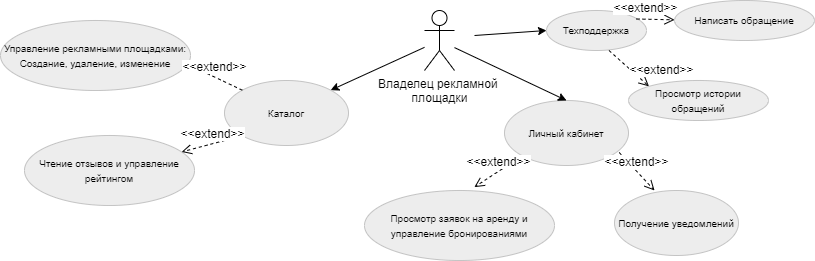 <<extend>>
Написать обращение
Техподдержка
Управление рекламными площадками:
Создание, удаление, изменение
<<extend>>
<<extend>>
Владелец рекламной
площадки
Просмотр истории
обращений
Каталог
<<extend>>
Личный кабинет
Чтение отзывов и управление
рейтингом
<<extend>>
<<extend>>
Просмотр заявок на аренду и
управление бронированиями
Получение уведомлений